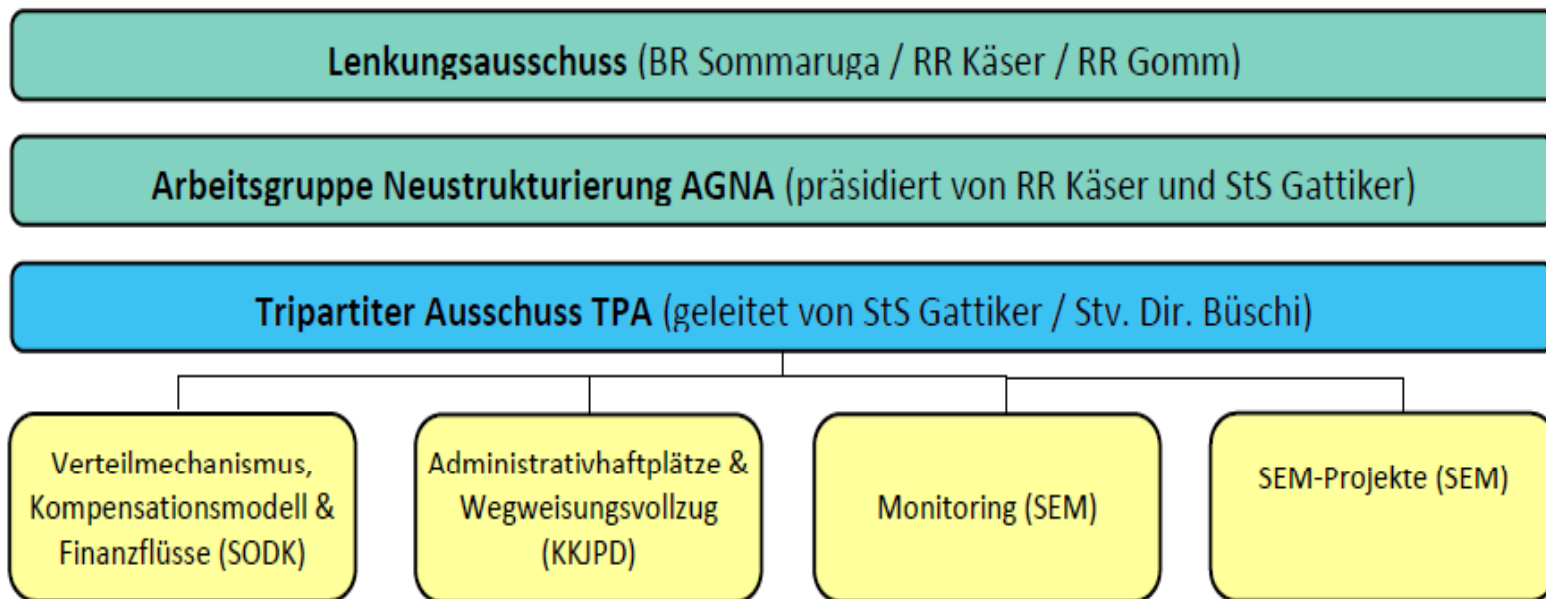 Lenkungsausschuss (BR Sommaruga / RR Käser / RR Gomm)
Arbeitsgruppe Neustrukturierung AGNA (präsidiert von RR Käser und StS Gattiker)
Tripartiter Ausschuss TPA (geleitet von StS Gattiker / Stv. Dir. Büschi)
Verteilmechanismus,
Kompensationsmodell &
Finanzflüsse (SODK)
Administrativhaftplätze &
Wegweisungsvollzug
(KKJPD)
Monitoring (SEM)
SEM-Projekte (SEM)